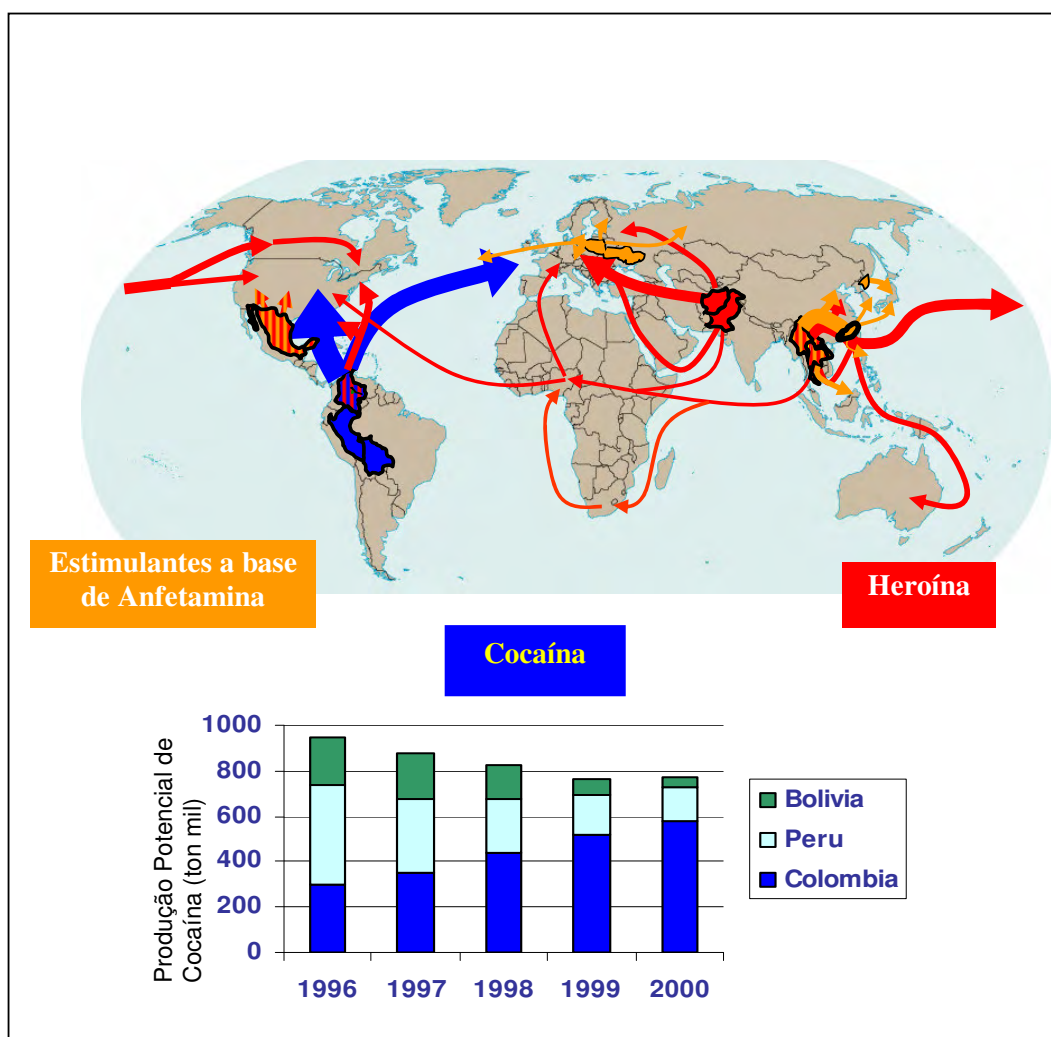 Estimulantes a base
de Anfetamina
Heroína
Cocaína
Produção Potencial de
Cocaína (ton mil)
1000
800
600
400
200
0
1996 1997 1998 1999 2000
Bolivia
Peru
Colombia